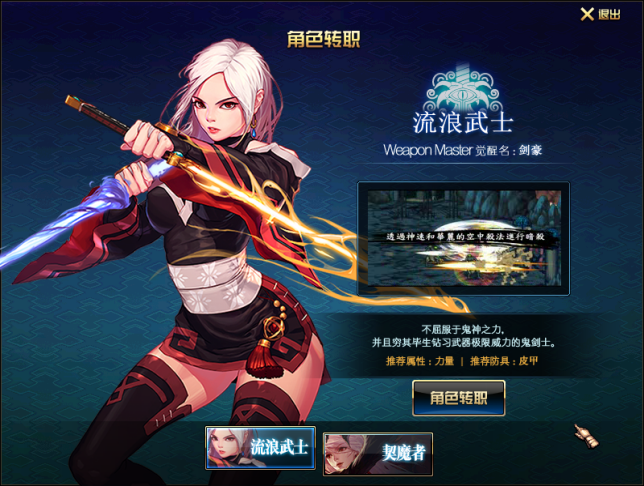 退出
角色转职
流浪武士
Weapon Master 觉醒名 : 剑豪
透過神速和華麗的空中殺法進行暗殺
不屈服于鬼神之力,
并且穷其毕生钻习武器极限威力的鬼剑士。
推荐属性 : 力量 | 推荐防具 : 皮甲
角色转职
流浪武士
契魔者